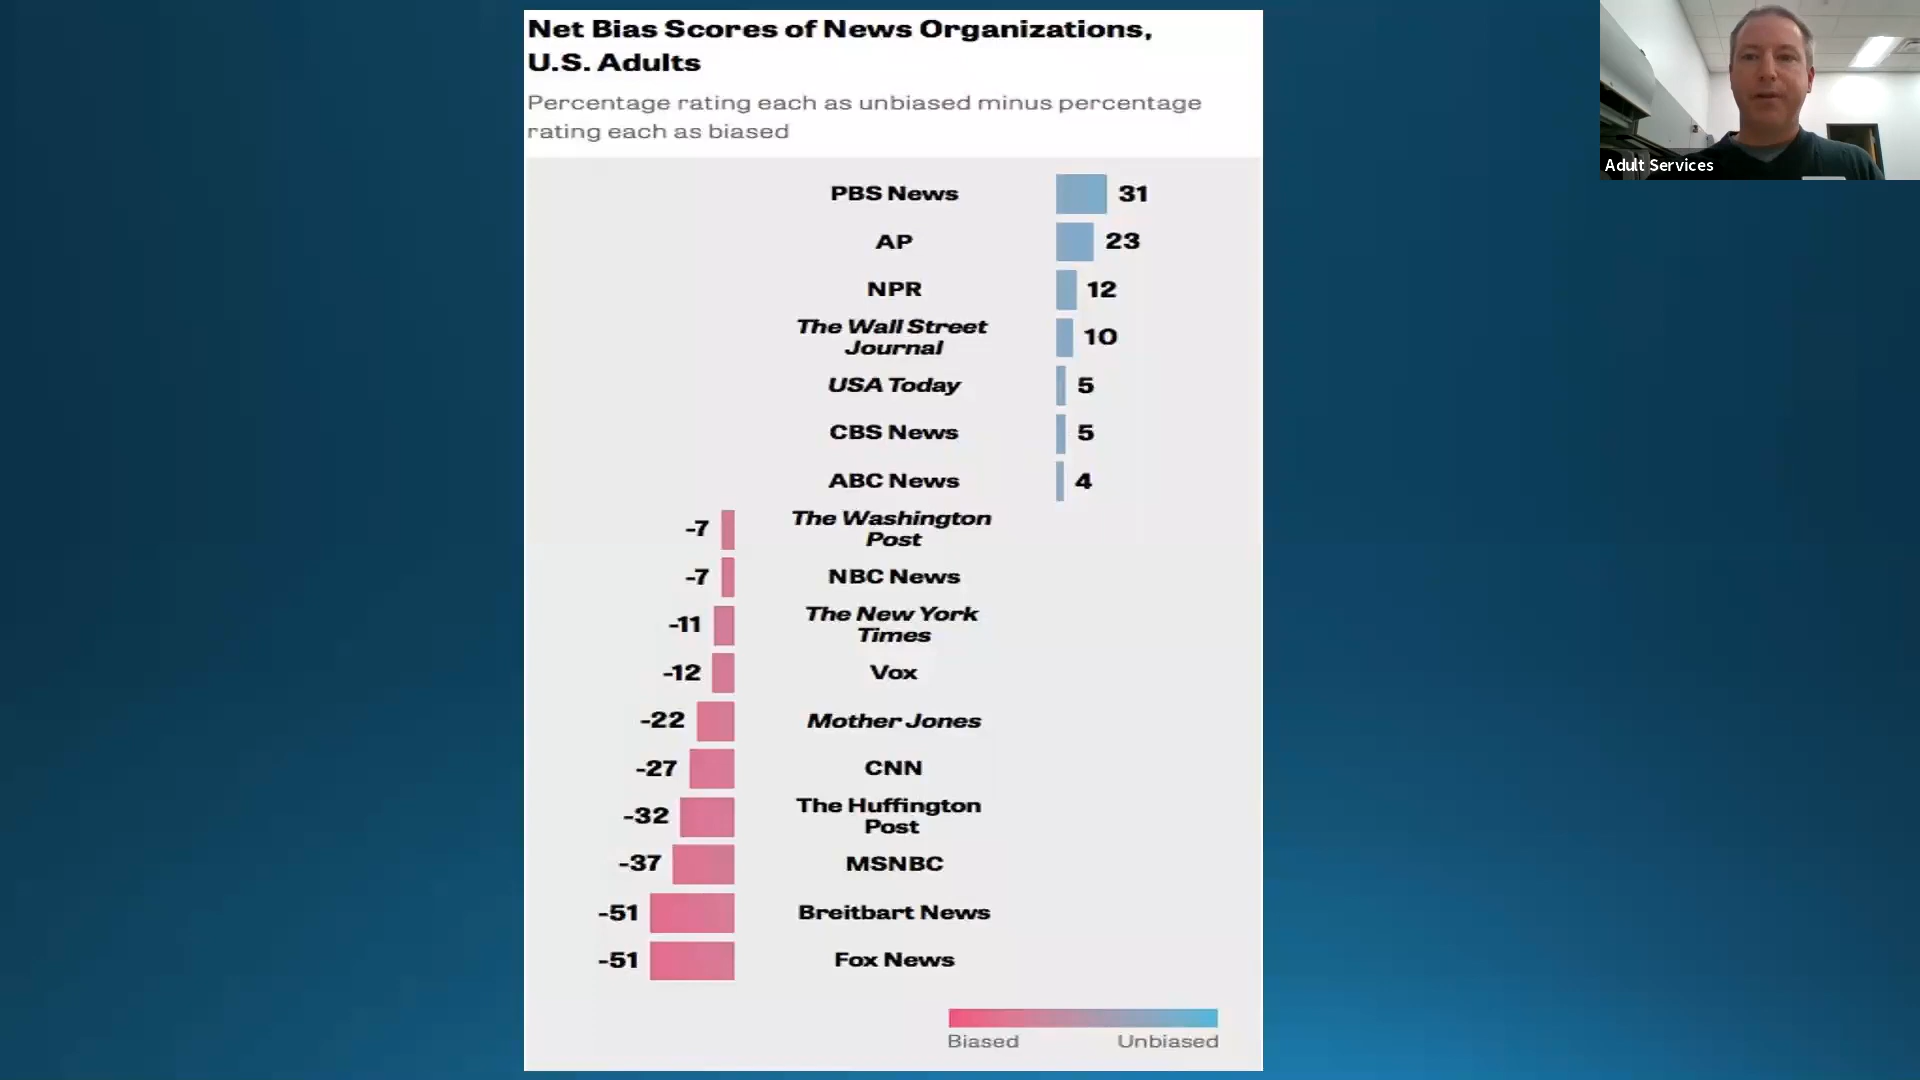 Net Bias Scores of News Organizations,
U.S. Adults
Percentage rating each as unbiased minus percentage
rating each as biased
Adult Services
PBS News 31
AP 23
NPR 12
The Wall Street
Journal
10
USA Today 5
CBS News 5
ABC News 4
-7
The Washington
Post
-7 NBC News
-11
The New York
Times
-12 Vox
-22 Mother Jones
-27 CNN
-32
The Huffington
Post
-37 MSNBC
-51 Breitbart News
-51 Fox News
Biased Unbiased